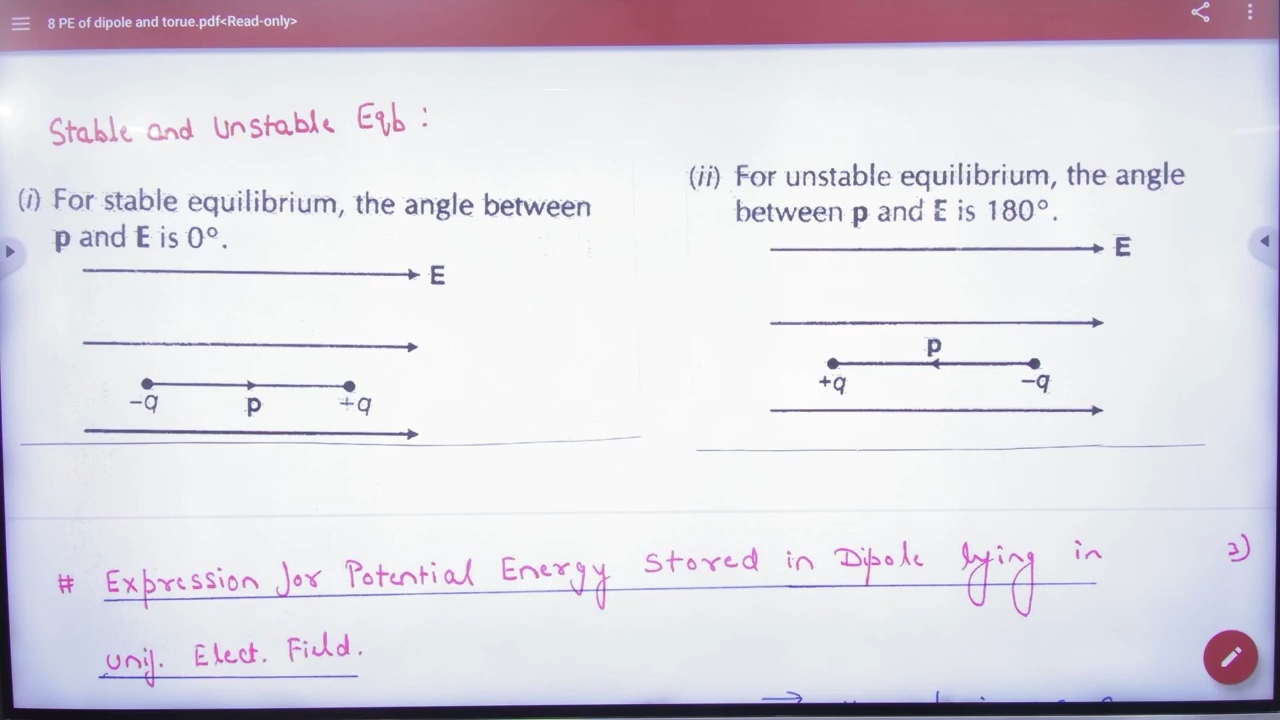 8 PE of dipole and torue.pdf<Read-only>
Stable and Unstable Eqb :
(i) For stable equilibrium, the angle between
p and E is 0°.
E
-q
p
+q
(ii) For unstable equilibrium, the angle
between p and E is 180°.
E
p
+q
-q
# Expression for Potential Energy stored in Dipole lying in
unif. Elect. Field.
2)